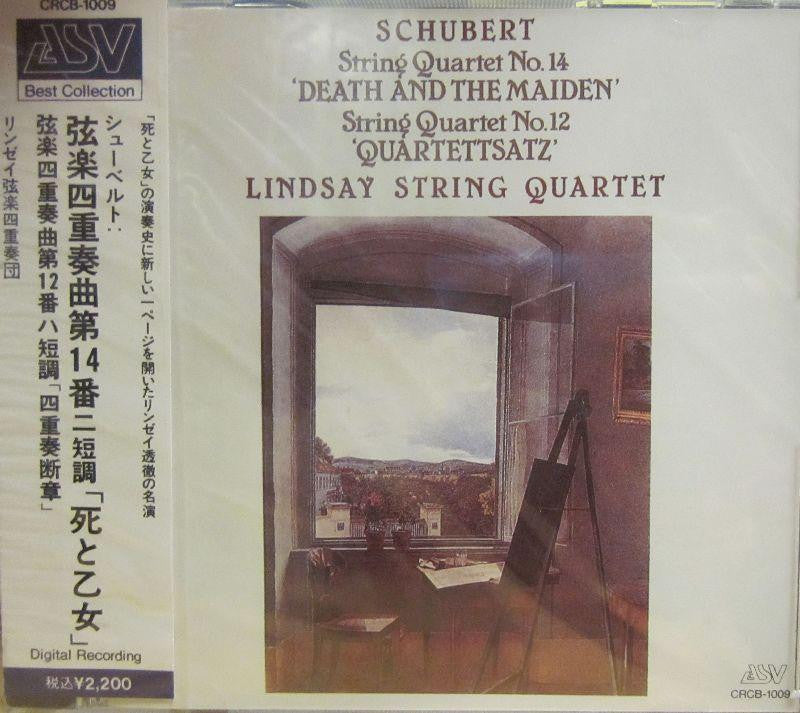 CRCB-1009
ASV
Best Collection
「死と乙女」の演奏史に新しい一ページを開いたリンゼイ透徹の名演
シューベルト:
弦楽四重奏曲第14番ニ短調「死と乙女」
弦楽四重奏曲第12番ハ短調「四重奏断章」
リンゼイ弦楽四重奏団
Digital Recording
税込¥2,200
SCHUBERT
String Quartet No. 14
‘DEATH AND THE MAIDEN’
String Quartet No. 12
‘QUARTETTSATZ’
LINDSAY STRING QUARTET
ASV
CRCB-1009